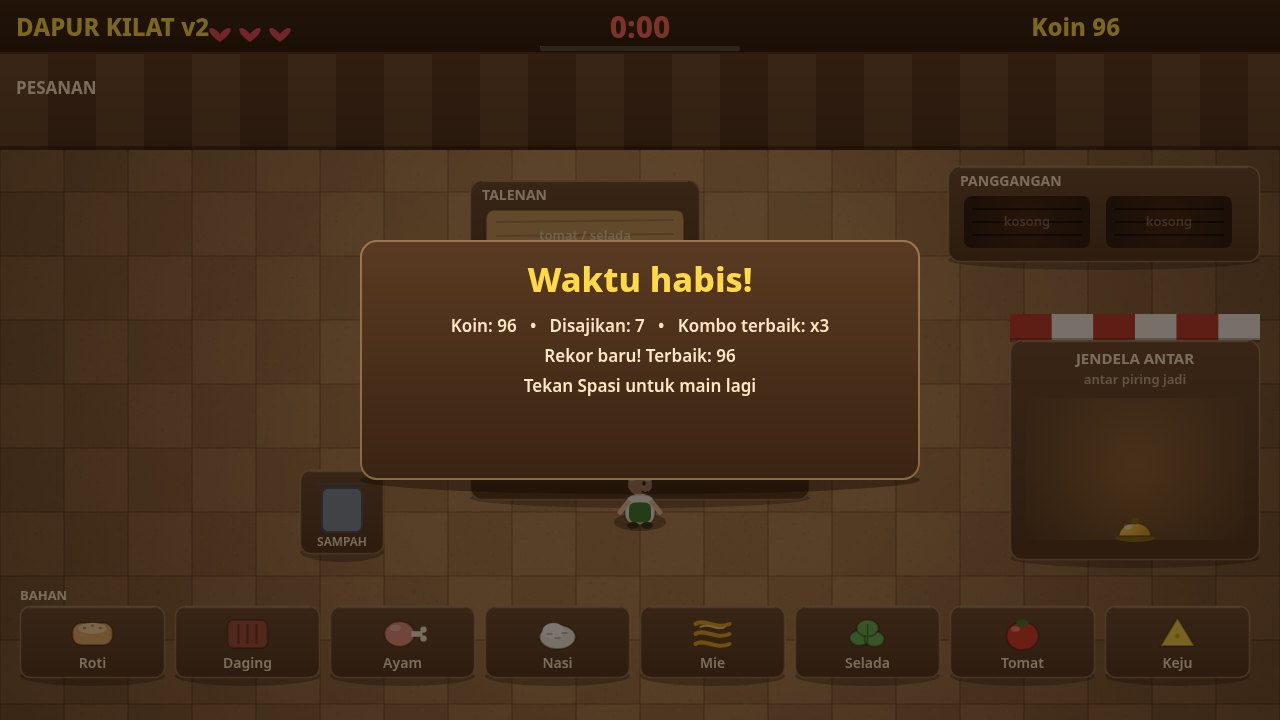 DAPUR KILAT v2
0:00
Koin 96
PESANAN
TALENAN
tomat / selada
PANGGANGAN
kosong
kosong
Waktu habis!
Koin: 96 • Disajikan: 7 • Kombo terbaik: x3
Rekor baru! Terbaik: 96
Tekan Spasi untuk main lagi
JENDELA ANTAR
antar piring jadi
SAMPAH
BAHAN
Roti
Daging
Ayam
Nasi
Mie
Selada
Tomat
Keju